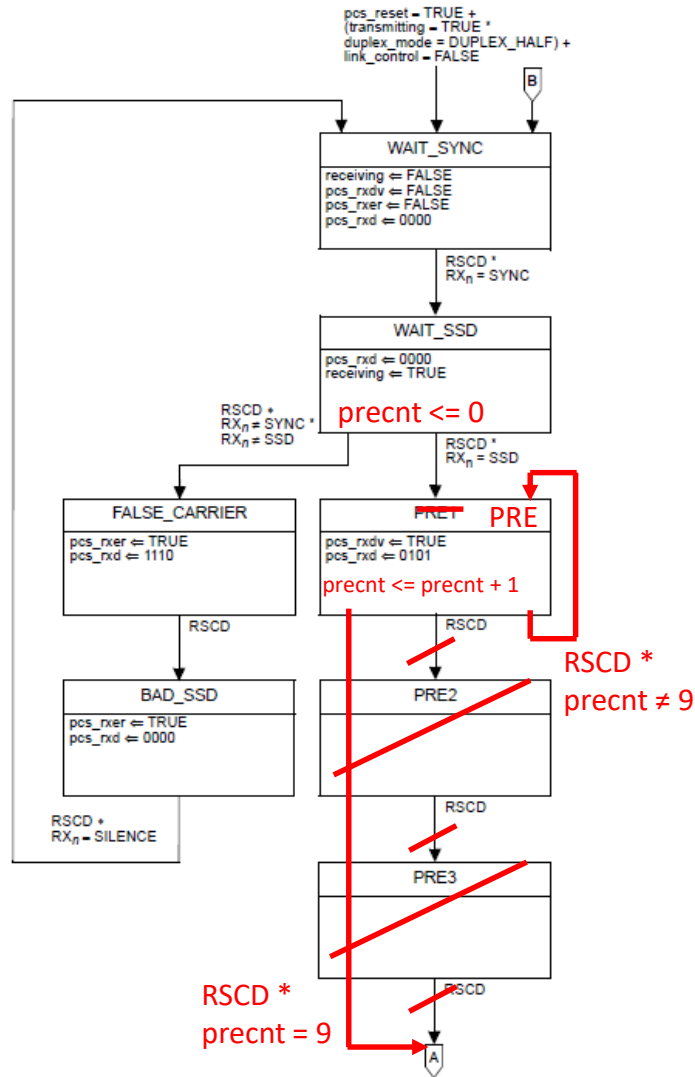 pcs_reset = TRUE +
(transmitting = TRUE *
duplex_mode = DUPLEX_HALF) +
link_control = FALSE
B
WAIT_SYNC
receiving ⇐ FALSE
pcs_rxdv ⇐ FALSE
pcs_rxer ⇐ FALSE
pcs_rxd ⇐ 0000
RSCD *
RXn = SYNC
WAIT_SSD
pcs_rxd ⇐ 0000
receiving ⇐ TRUE
precnt <= 0
RSCD +
RXn ≠ SYNC *
RXn ≠ SSD
RSCD *
RXn = SSD
FALSE_CARRIER
pcs_rxer ⇐ TRUE
pcs_rxd ⇐ 1110
RSCD
PRE1
PRE
pcs_rxdv ⇐ TRUE
pcs_rxd ⇐ 0101
precnt <= precnt + 1
RSCD
RSCD *
precnt ≠ 9
BAD_SSD
pcs_rxer ⇐ TRUE
pcs_rxd ⇐ 0000
RSCD +
RXn = SILENCE
PRE2
RSCD
PRE3
RSCD
RSCD *
precnt = 9
A